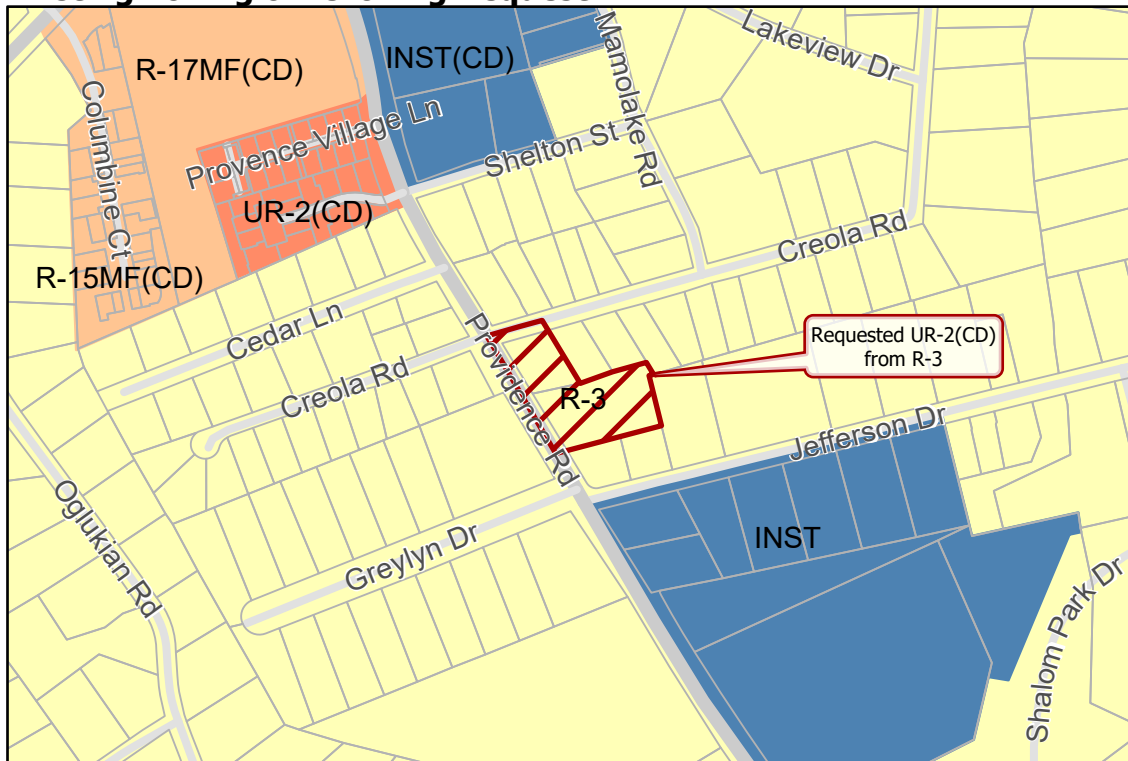 Lakeview Dr
R-17MF(CD)
INST(CD)
Mamolake Rd
Columbine Ct
Provence Village Ln
Shelton St
UR-2(CD)
Creola Rd
R-15MF(CD)
Cedar Ln
Providence Rd
Requested UR-2(CD)
from R-3
Creola Rd
R-3
Jefferson Dr
Oglukian Rd
INST
Greylyn Dr
Shalom Park Dr